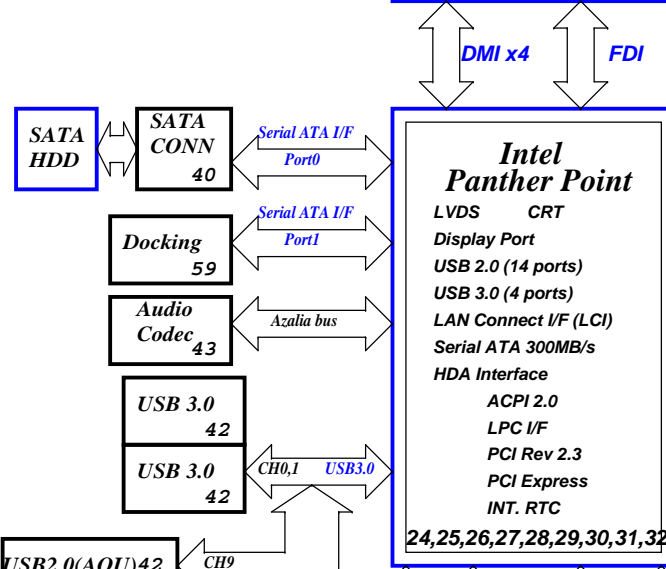 DMI x4
FDI
SATA
HDD
SATA
CONN
40
Serial ATA I/F
Port0
Docking
59
Serial ATA I/F
Port1
Audio
Codec
43
Azalia bus
USB 3.0
42
USB 3.0
42
CH0,1
USB3.0
USB2.0(AOU)42
CH9
Intel
Panther Point
LVDS CRT
Display Port
USB 2.0 (14 ports)
USB 3.0 (4 ports)
LAN Connect I/F (LCI)
Serial ATA 300MB/s
HDA Interface
ACPI 2.0
LPC I/F
PCI Rev 2.3
PCI Express
INT. RTC
24,25,26,27,28,29,30,31,32